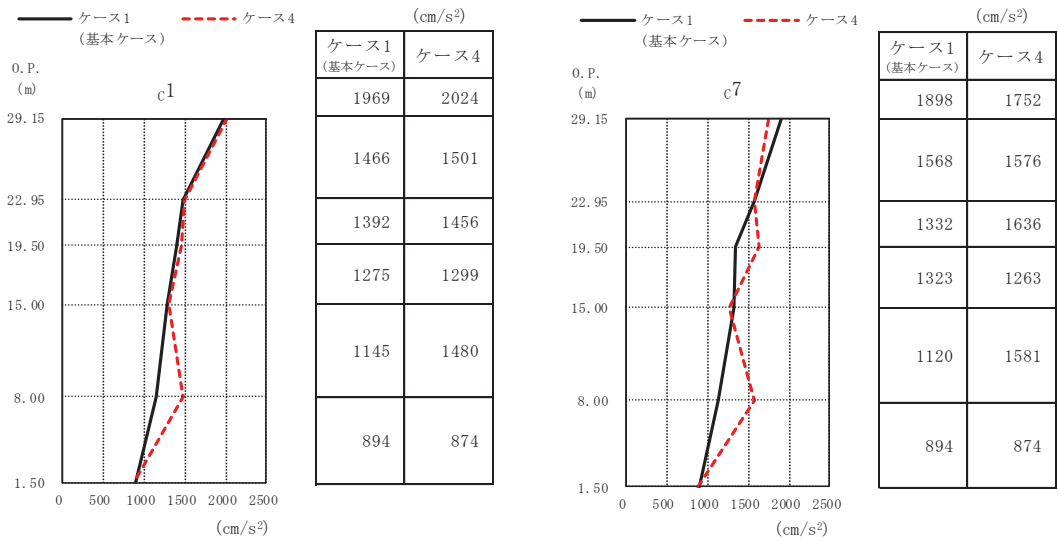 ケース1 ケース4
(基本ケース)
(cm/s²)
ケース1 ケース4
(基本ケース)
O.P.
(m)
C1
1969 2024
29.15
1466 1501
22.95
1392 1456
19.50
1275 1299
15.00
1145 1480
8.00
894 874
1.50
0 500 1000 1500 2000 2500
(cm/s²)
ケース1 ケース4
(基本ケース)
(cm/s²)
ケース1 ケース4
(基本ケース)
O.P.
(m)
C7
1898 1752
29.15
1568 1576
22.95
1332 1636
19.50
1323 1263
15.00
1120 1581
8.00
894 874
1.50
0 500 1000 1500 2000 2500
(cm/s²)